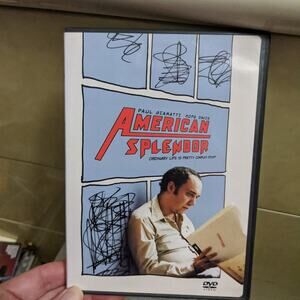 PAUL GIAMATTI HOPE DAVIS
AMERICAN
SPLENDOR
ORDINARY LIFE IS PRETTY COMPLEX STUFF
DVD